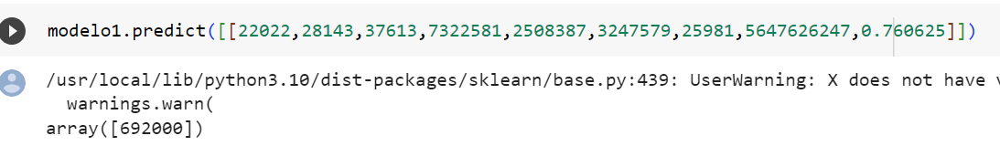 modelo1.predict([[22022,28143,37613,7322581,2508387,3247579,25981,5647626247,0.760625]])
/usr/local/lib/python3.10/dist-packages/sklearn/base.py:439: UserWarning: X does not have
warnings.warn(
array([692000])